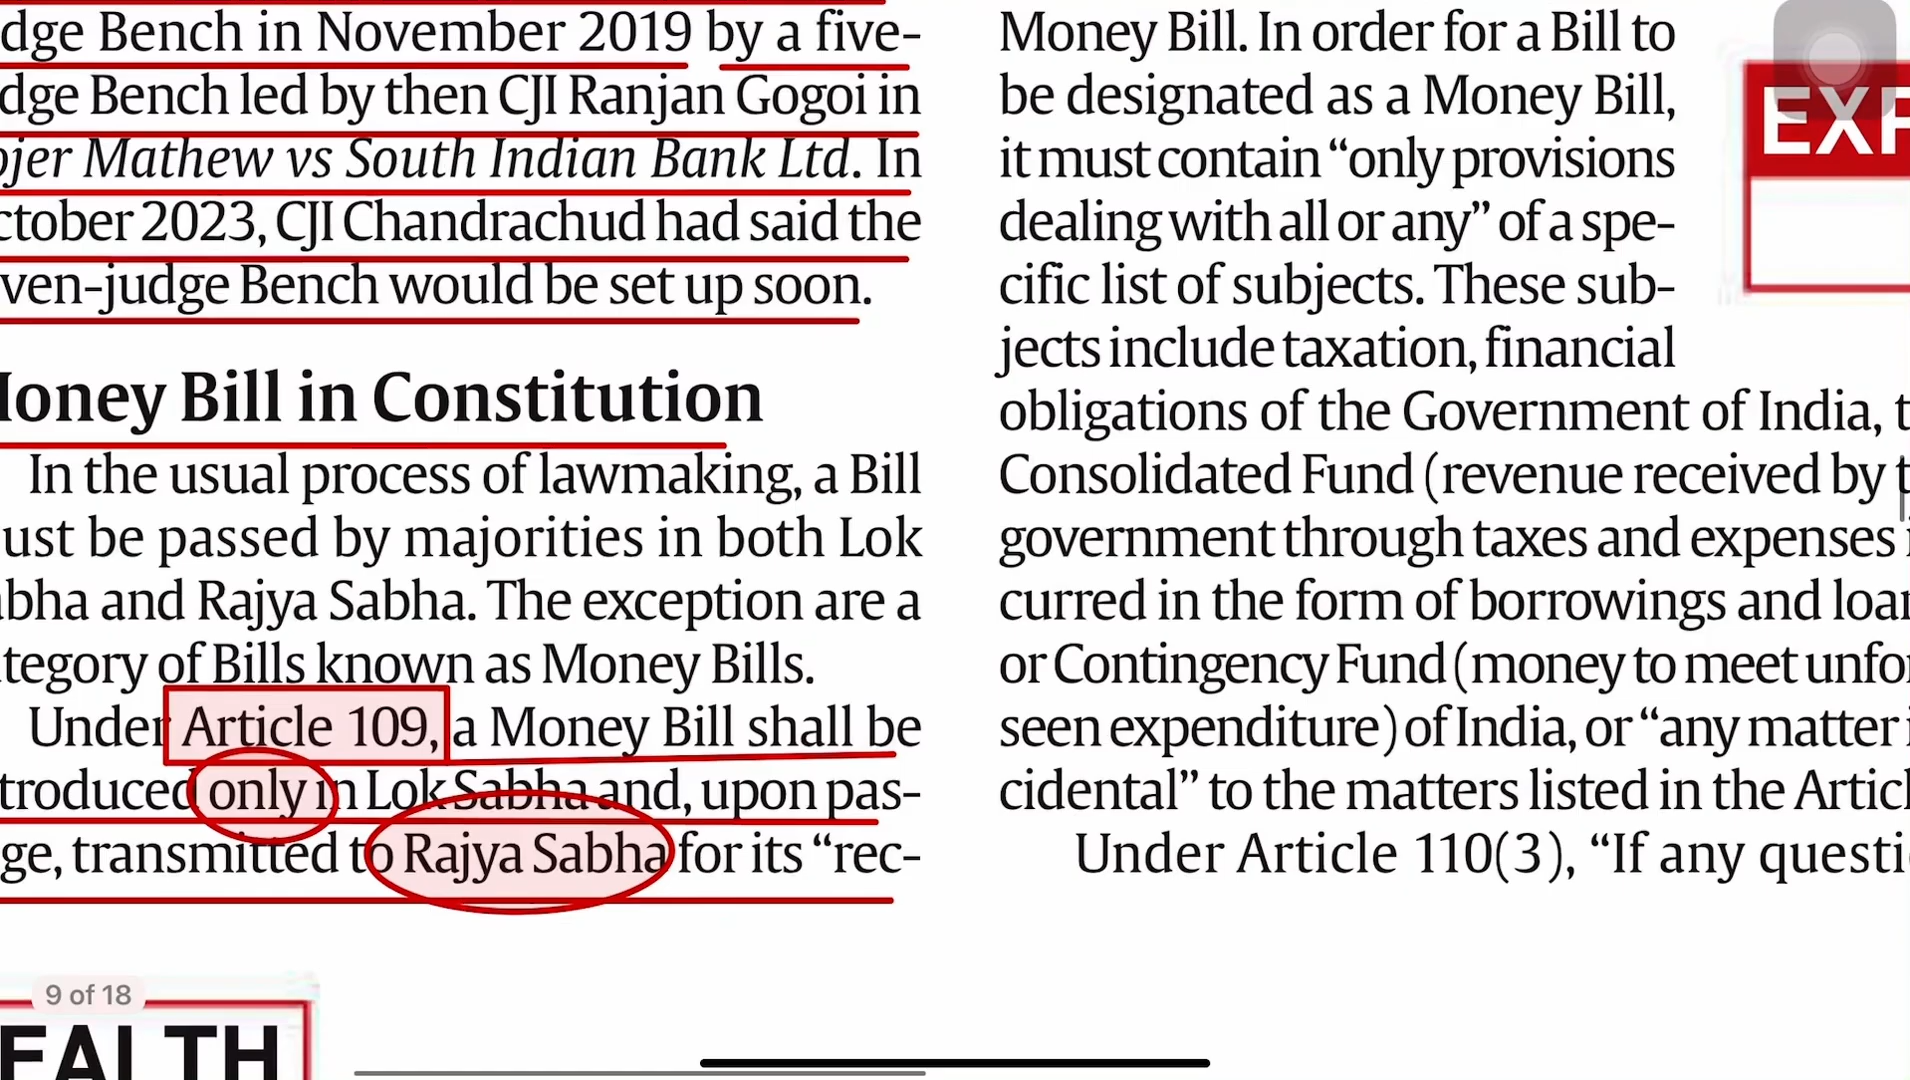 dge Bench in November 2019 by a five-
dge Bench led by then CJI Ranjan Gogoi in
ojer Mathew vs South Indian Bank Ltd. In
ctober 2023, CJI Chandrachud had said the
ven-judge Bench would be set up soon.
Money Bill in Constitution
In the usual process of lawmaking, a Bill
ust be passed by majorities in both Lok
abha and Rajya Sabha. The exception are a
ategory of Bills known as Money Bills.
Under Article 109, a Money Bill shall be
troduced only in Lok Sabha and, upon pas-
ge, transmitted to Rajya Sabha for its “rec-
Money Bill. In order for a Bill to
be designated as a Money Bill,
it must contain “only provisions
dealing with all or any” of a spe-
cific list of subjects. These sub-
jects include taxation, financial
obligations of the Government of India, t
Consolidated Fund (revenue received by t
government through taxes and expenses i
curred in the form of borrowings and loan
or Contingency Fund (money to meet unfor
seen expenditure) of India, or “any matter i
cidental” to the matters listed in the Articl
Under Article 110(3), “If any questi
EXP
9 of 18
EALTH